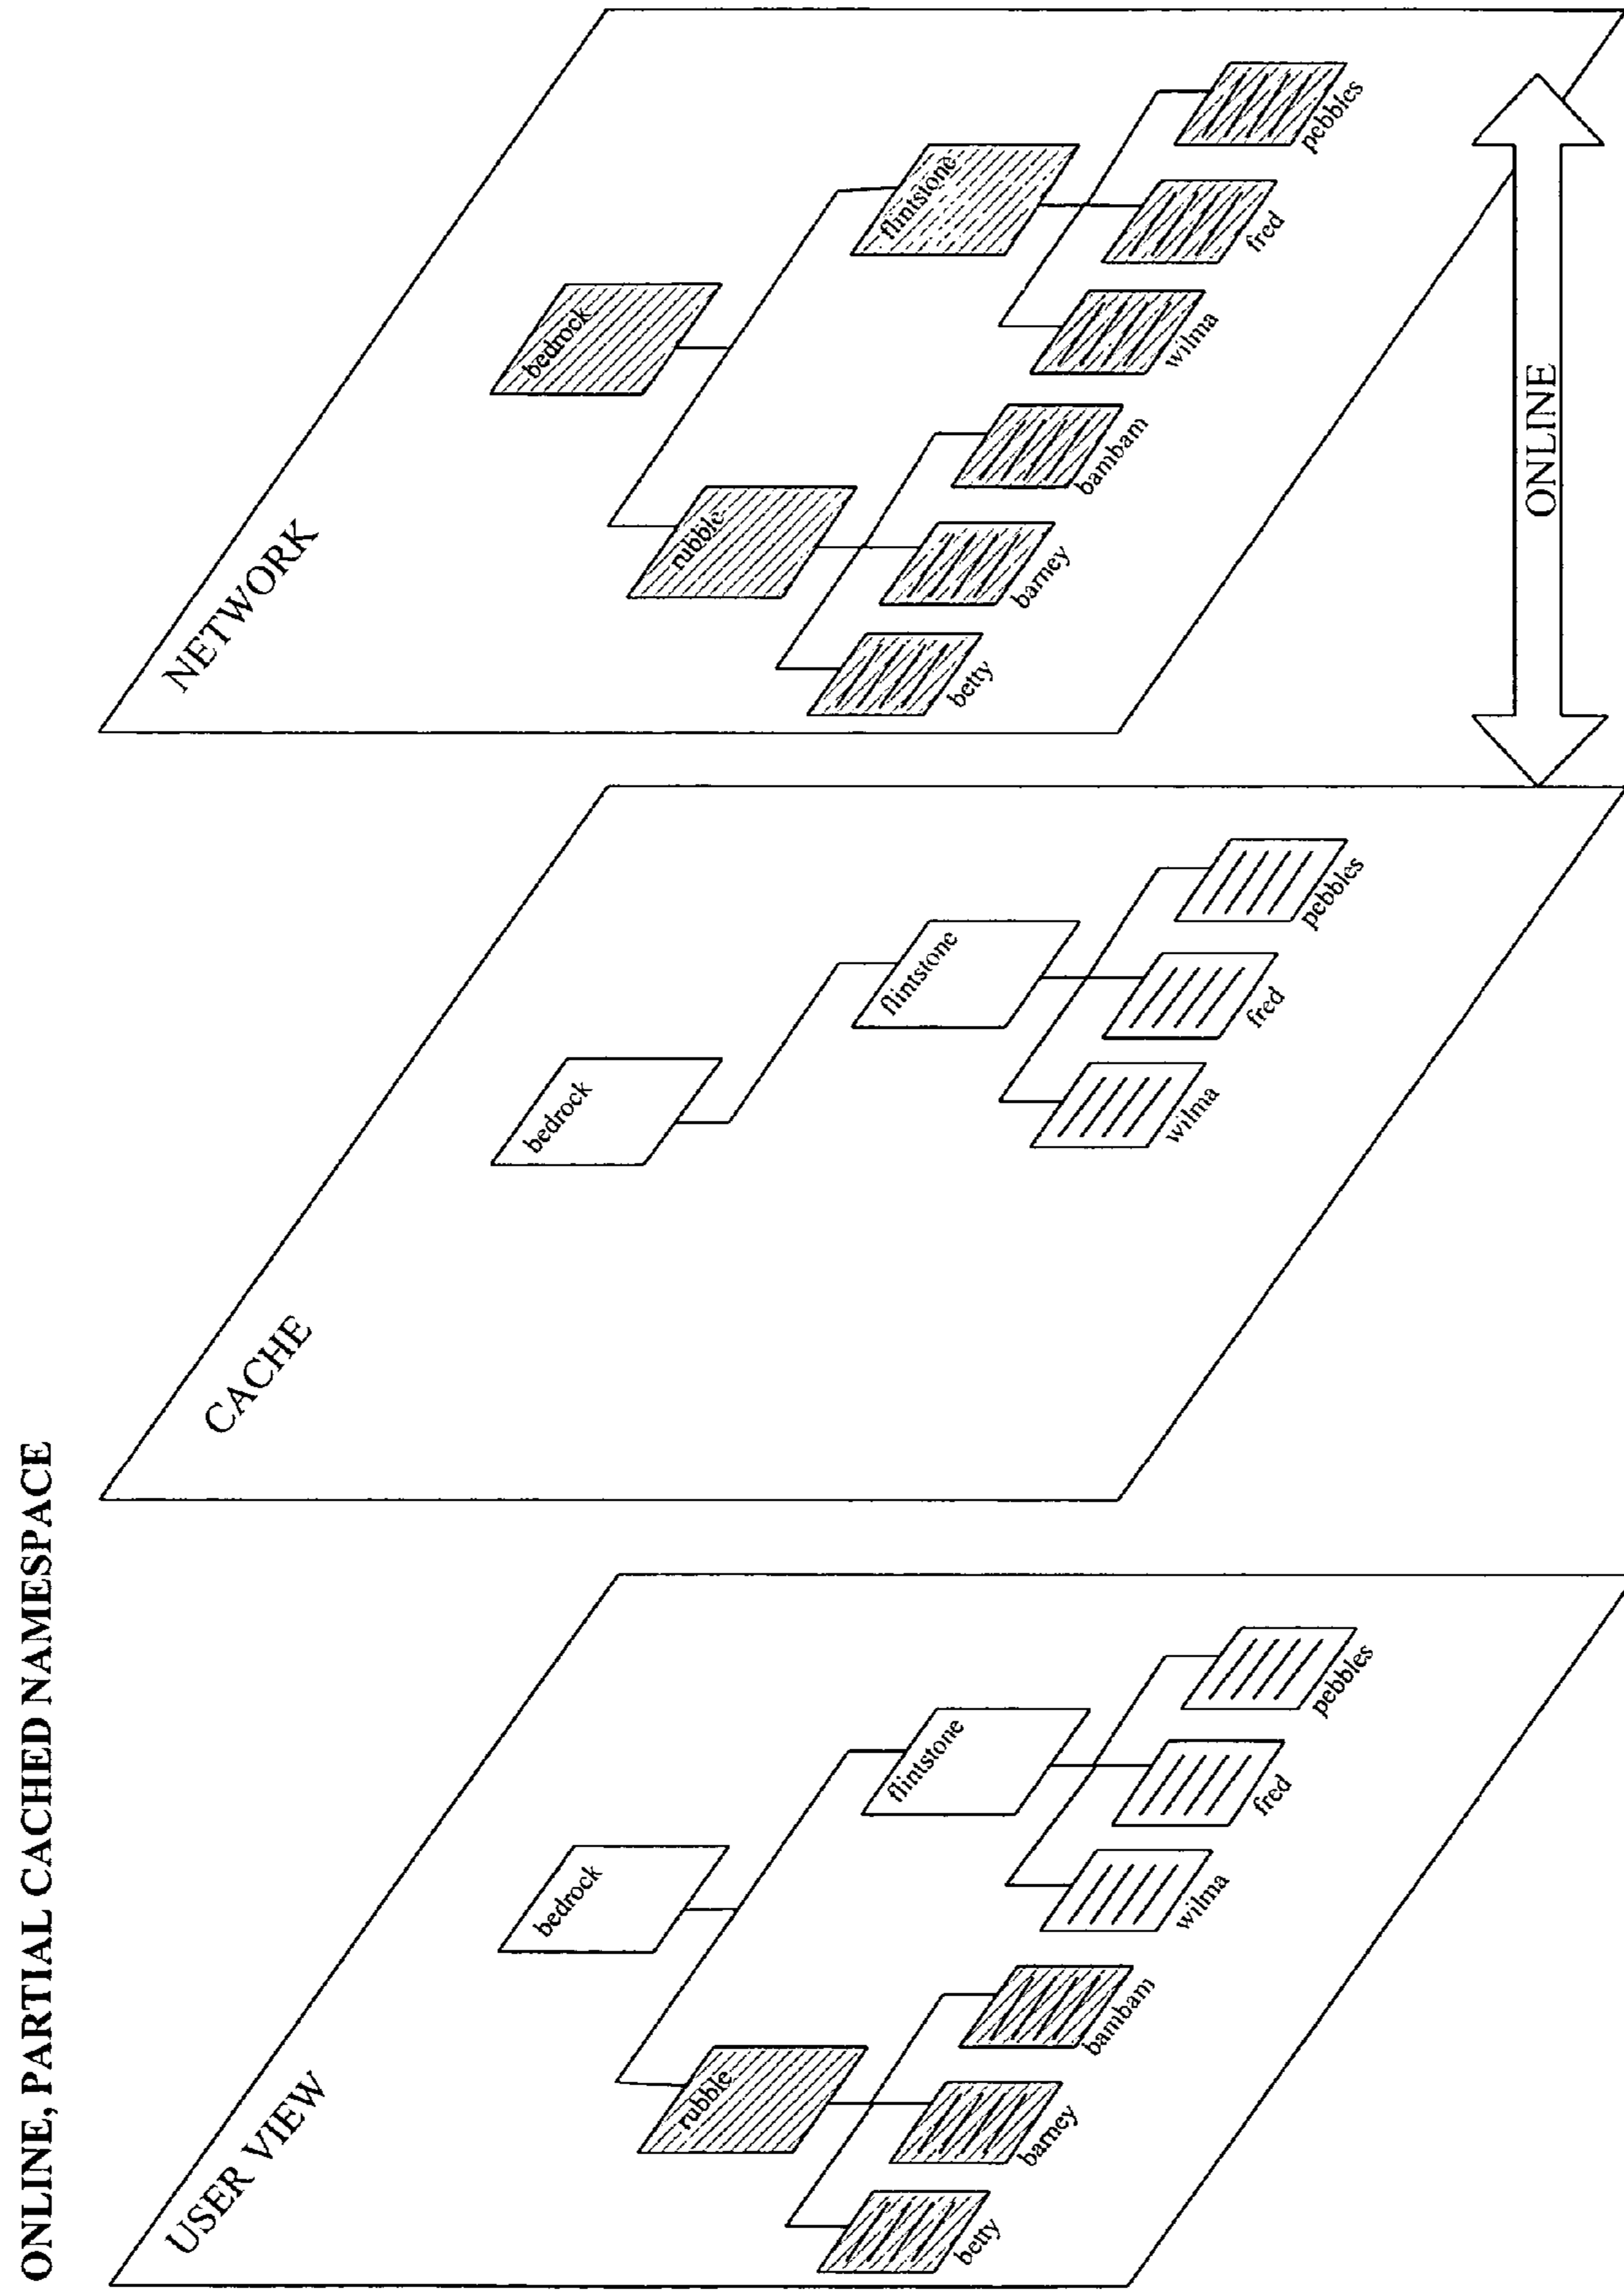 ONLINE, PARTIAL CACHED NAMESPACE
USER VIEW
bedrock
rubble
flintstone
betty
barney
bambam
wilma
fred
pebbles
CACHE
bedrock
flintstone
wilma
fred
pebbles
NETWORK
bedrock
rubble
flintstone
betty
barney
bambam
wilma
fred
pebbles
ONLINE